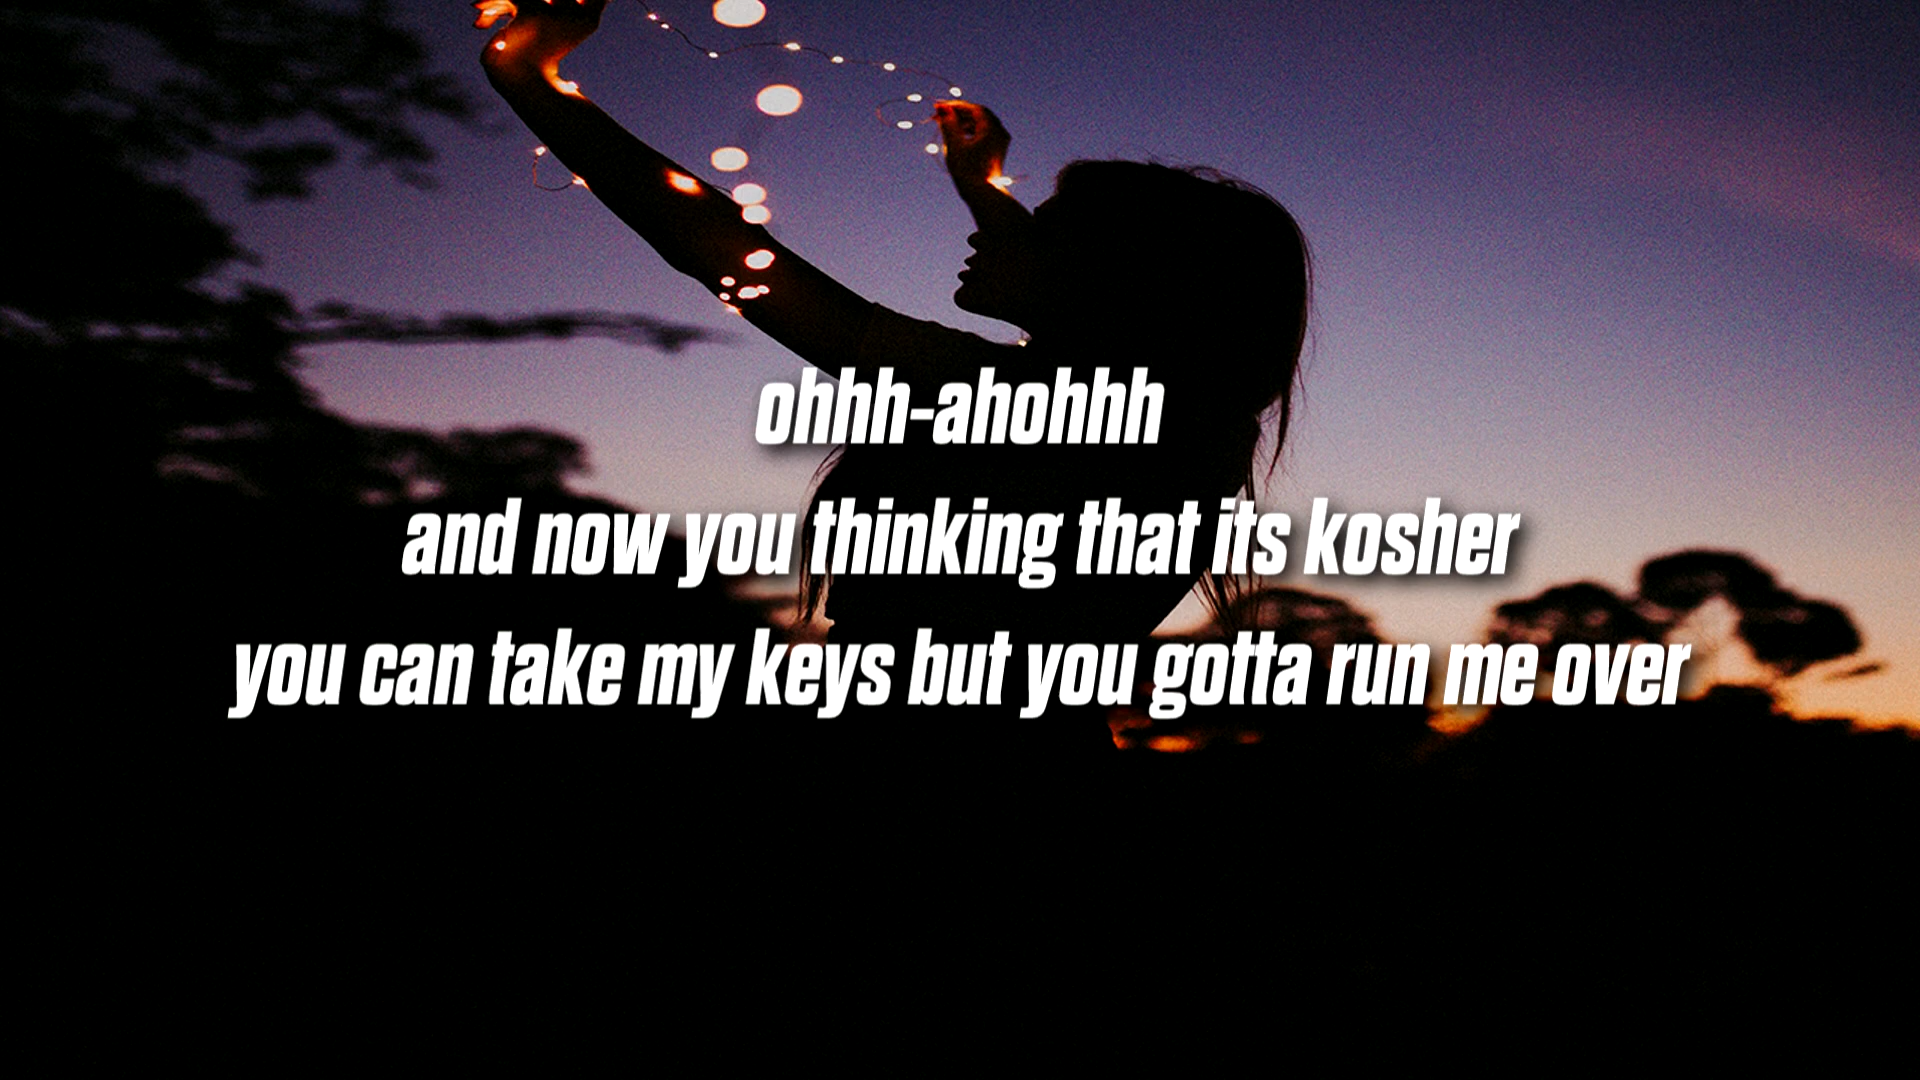 ohhh-ahohhh
and now you thinking that its kosher
you can take my keys but you gotta run me over